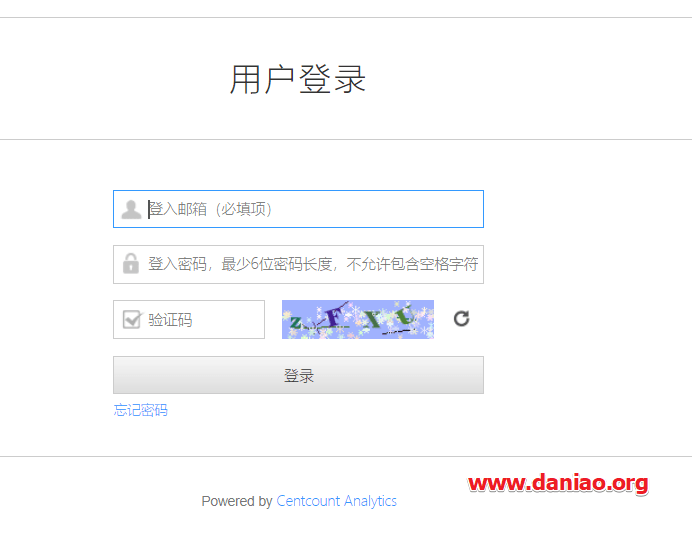 用户登录
登入邮箱（必填项）
登入密码，最少6位密码长度，不允许包含空格字符
验证码
登录
忘记密码
www.daniao.org
Powered by Centcount Analytics